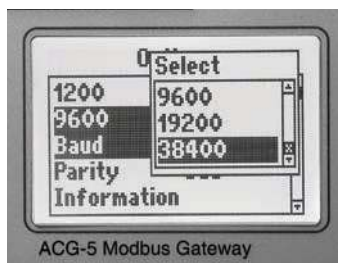 Select
1200
9600
Baud
Parity
Information
9600
19200
38400
ACG-5 Modbus Gateway